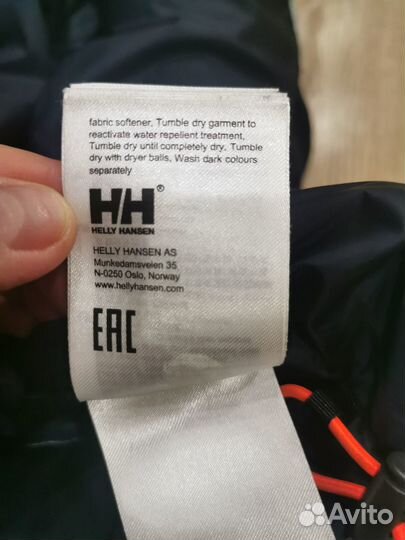 fabric softener, Tumble dry garment to
reactivate water repellent treatment,
Tumble dry until completely dry, Tumble
dry with dryer balls, Wash dark colours
separately
HH®
HELLY HANSEN
HELLY HANSEN AS
Munkedamsveien 35
N-0250 Oslo, Norway
www.hellyhansen.com
EAC
Avito